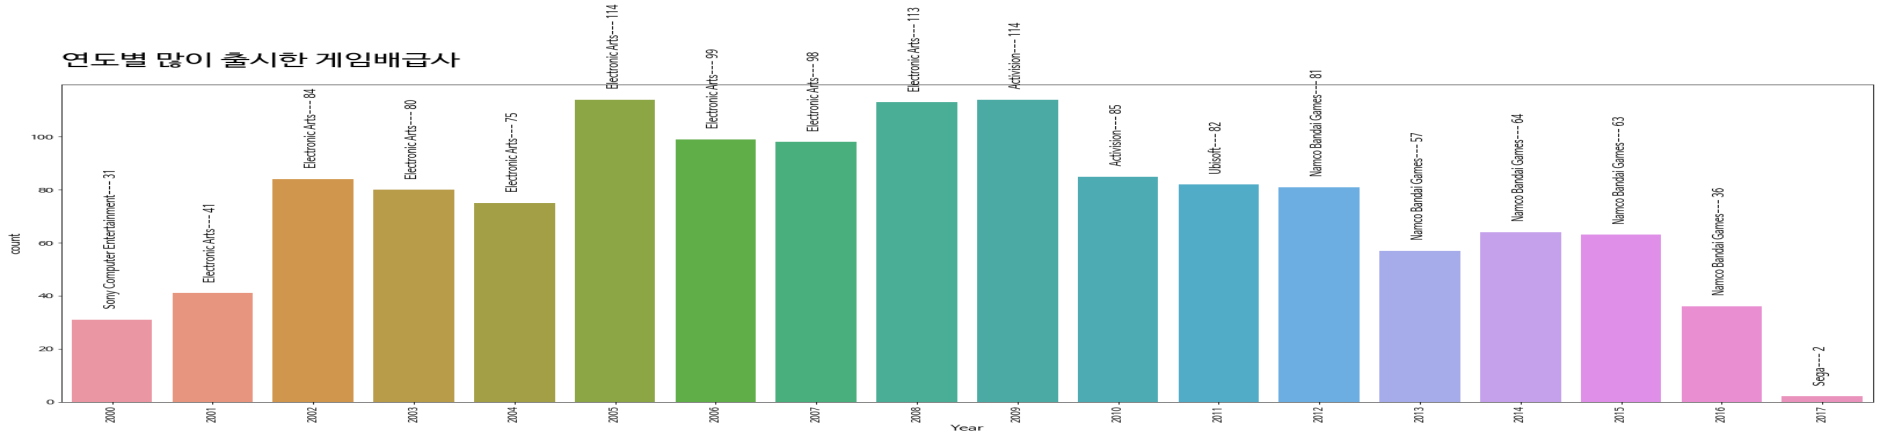 연도별 많이 출시한 게임배급사
count
100
80
60
40
20
0
Sony Computer Entertainment--- 31
Electronic Arts--- 41
Electronic Arts--- 84
Electronic Arts--- 80
Electronic Arts--- 75
Electronic Arts--- 114
Electronic Arts--- 99
Electronic Arts--- 98
Electronic Arts--- 113
Activision--- 114
Activision--- 85
Ubisoft--- 82
Namco Bandai Games--- 81
Namco Bandai Games--- 57
Namco Bandai Games--- 64
Namco Bandai Games--- 63
Namco Bandai Games--- 36
Sega--- 2
2000
2001
2002
2003
2004
2005
2006
2007
2008
2009
2010
2011
2012
2013
2014
2015
2016
2017
Year